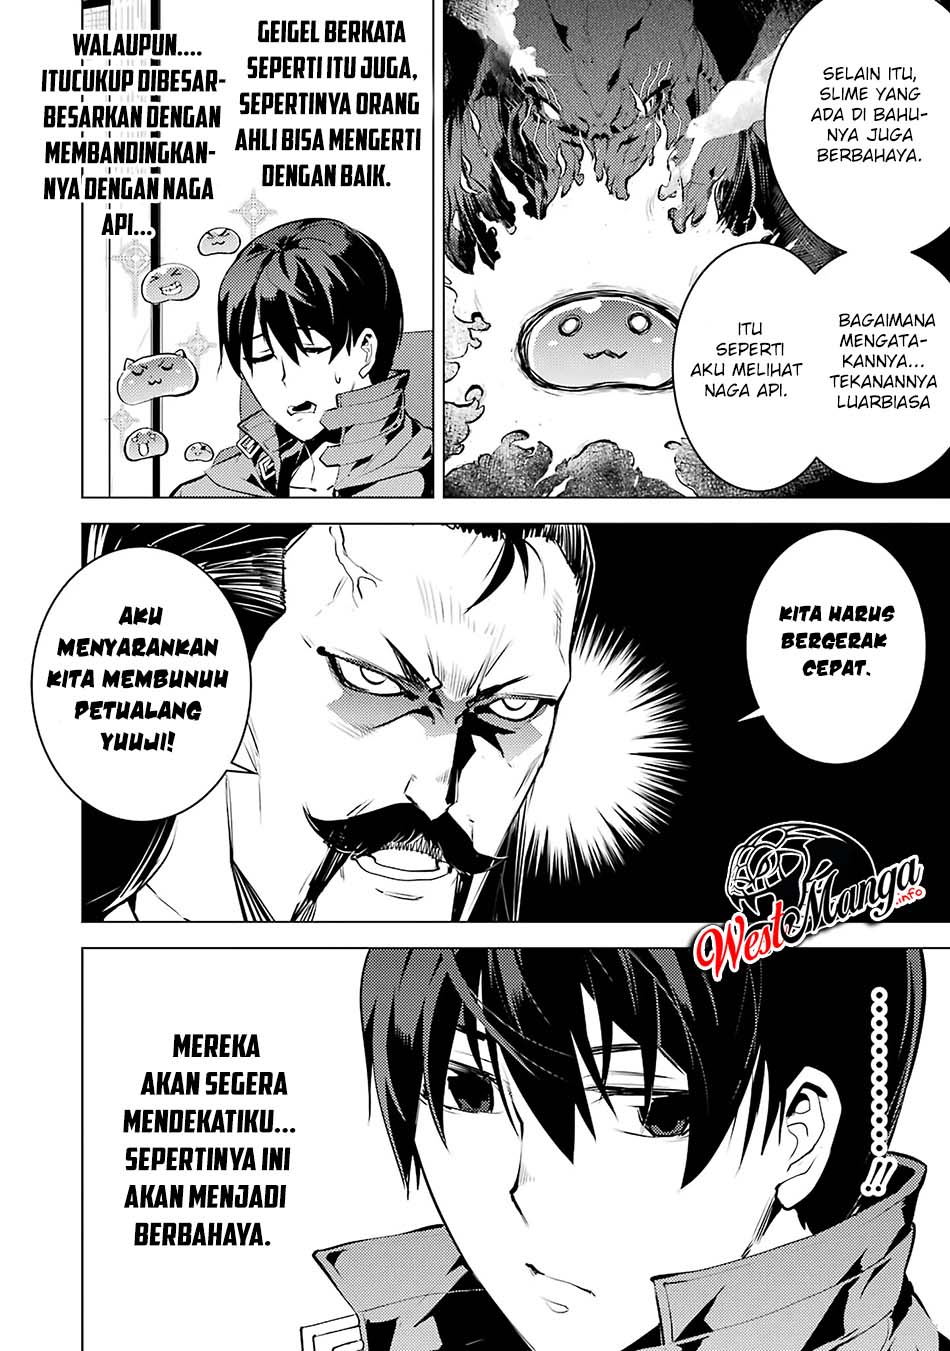 SELAIN ITU,
SLIME YANG
ADA DI BAHU-
NYA JUGA
BERBAHAYA.
BAGAIMANA
MENGATA-
KANNYA...
TEKANANNYA
LUARBIASA
ITU
SEPERTI
AKU MELIHAT
NAGA API.
GEIGEL BERKATA
SEPERTI ITU JUGA,
SEPERTINYA ORANG
AHLI BISA MENGERTI
DENGAN BAIK.
WALAUPUN....
ITUCUKUP DIBESAR-
BESARKAN DENGAN
MEMBANDINGKAN-
NYA DENGAN NAGA
API...
KITA HARUS
BERGERAK
CEPAT.
AKU
MENYARANKAN
KITA MEMBUNUH
PETUALANG
YUUJI!
WestManga
.info
!!
MEREKA
AKAN SEGERA
MENDEKATIKU...
SEPERTINYA INI
AKAN MENJADI
BERBAHAYA.